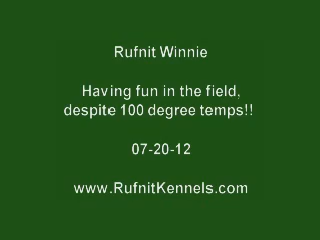 Rufnit Winnie
Having fun in the field,
despite 100 degree temps!!
07-20-12
www.RufnitKennels.com